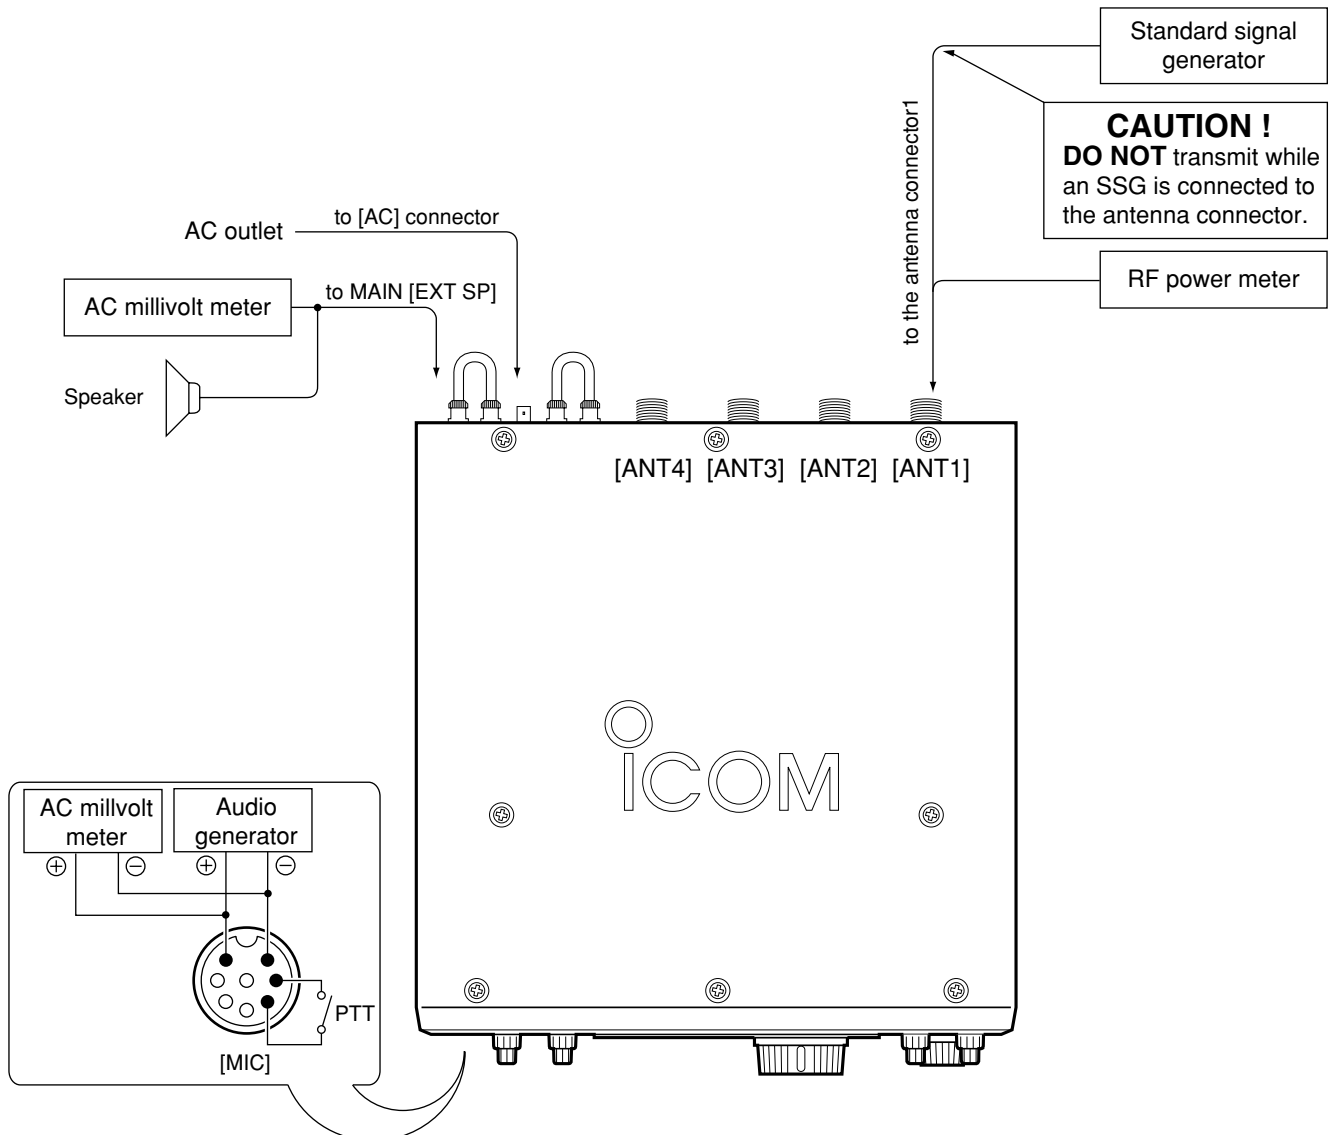 Standard signal
generator
CAUTION !
DO NOT transmit while
an SSG is connected to
the antenna connector.
to the antenna connector1
RF power meter
AC outlet
to [AC] connector
AC millivolt meter
to MAIN [EXT SP]
Speaker
[ANT4] [ANT3] [ANT2] [ANT1]
ICOM
AC millvolt
meter
Audio
generator
+ − + −
PTT
[MIC]